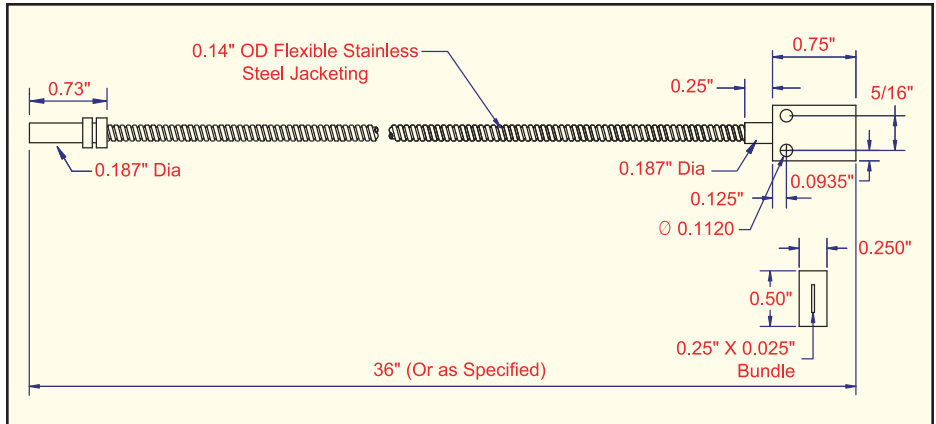 0.14" OD Flexible Stainless
Steel Jacketing
0.75"
0.73"
0.25"
5/16"
0.187" Dia
0.187" Dia
0.0935"
0.125"
Ø 0.1120
0.250"
0.50"
0.25" X 0.025"
Bundle
36" (Or as Specified)